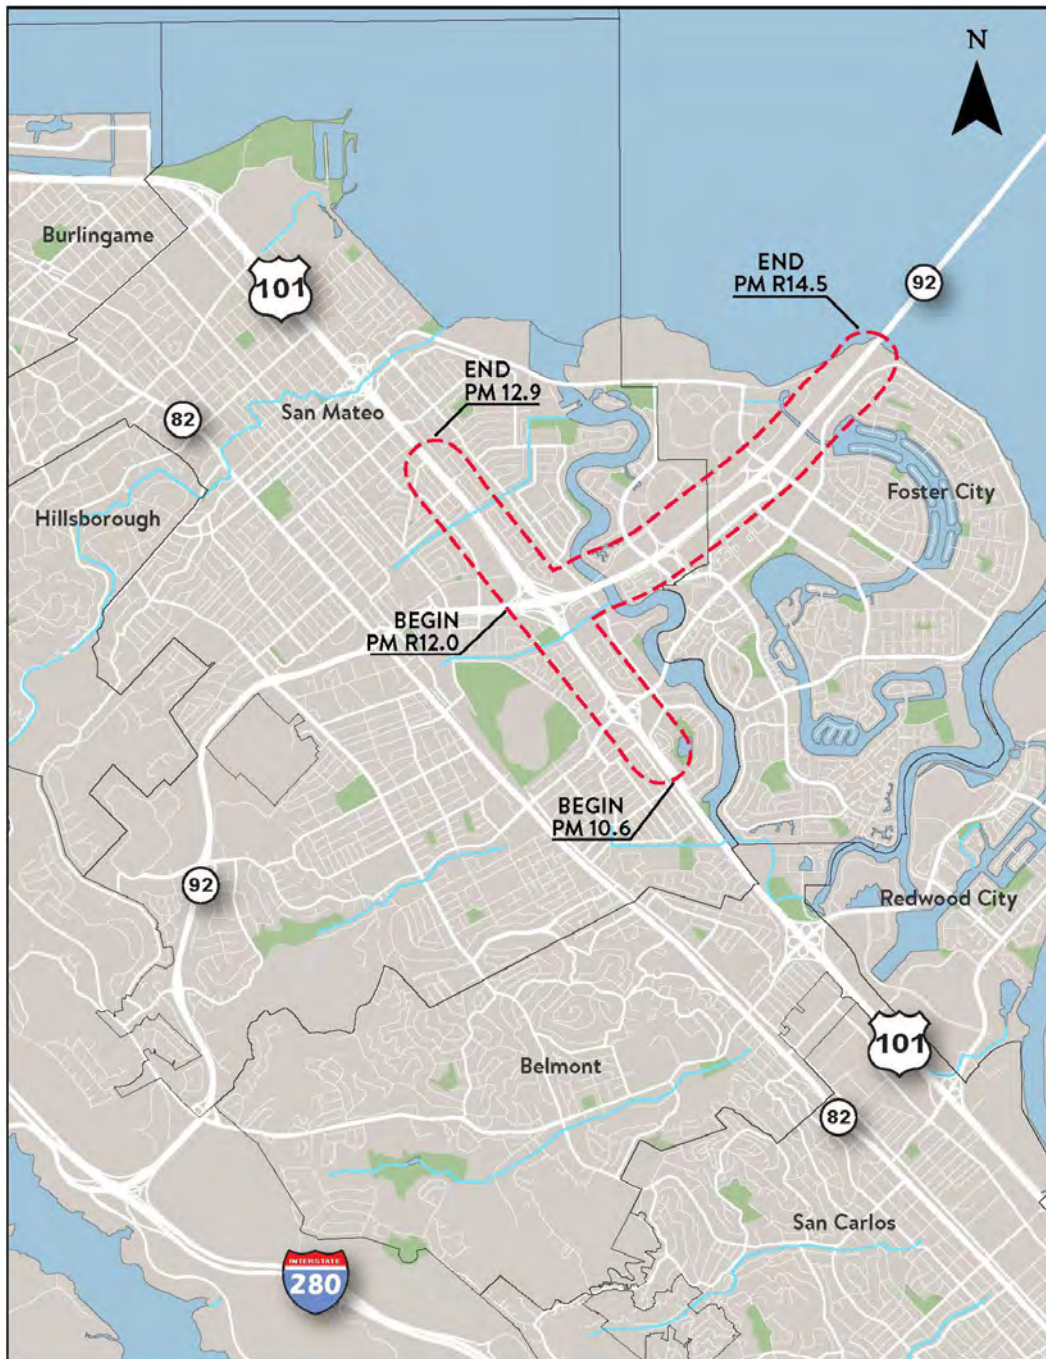 N
Burlingame
101
END
PM R14.5
92
END
PM 12.9
82
San Mateo
Foster City
Hillsborough
BEGIN
PM R12.0
BEGIN
PM 10.6
92
Redwood City
101
Belmont
82
San Carlos
INTERSTATE
280